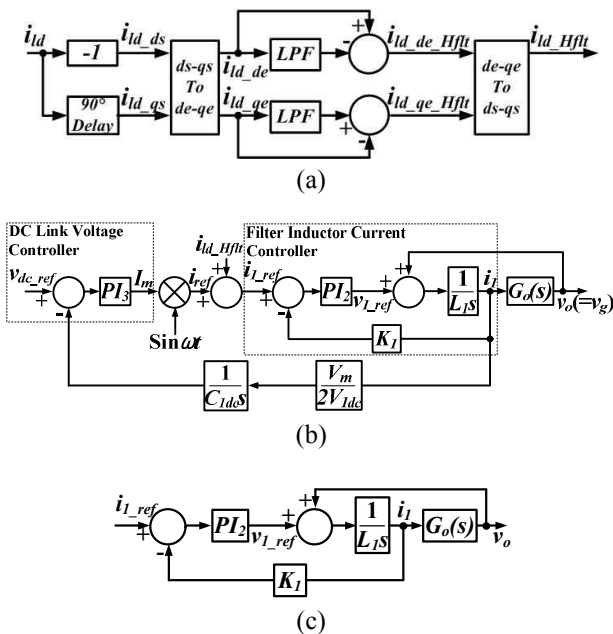 i_ld -1 i_ld_ds ds-qs To de-qe i_ld_de LPF - + i_ld_de_Hflt de-qe To ds-qs i_ld_Hflt
90° Delay i_ld_qs i_ld_qe LPF + - i_ld_qe_Hflt
(a)
DC Link Voltage Controller
Filter Inductor Current Controller
v_dc_ref + - PI_3 I_m i_ref + i_ld_Hflt + i_1_ref + - PI_2 v_1_ref + + 1/L_1s i_1 G_o(s) v_o(=v_g)
Sin ωt
K_1
1/C_1dcs
V_m/2V_1dc
(b)
i_1_ref + - PI_2 v_1_ref + + 1/L_1s i_1 G_o(s) v_o
K_1
(c)